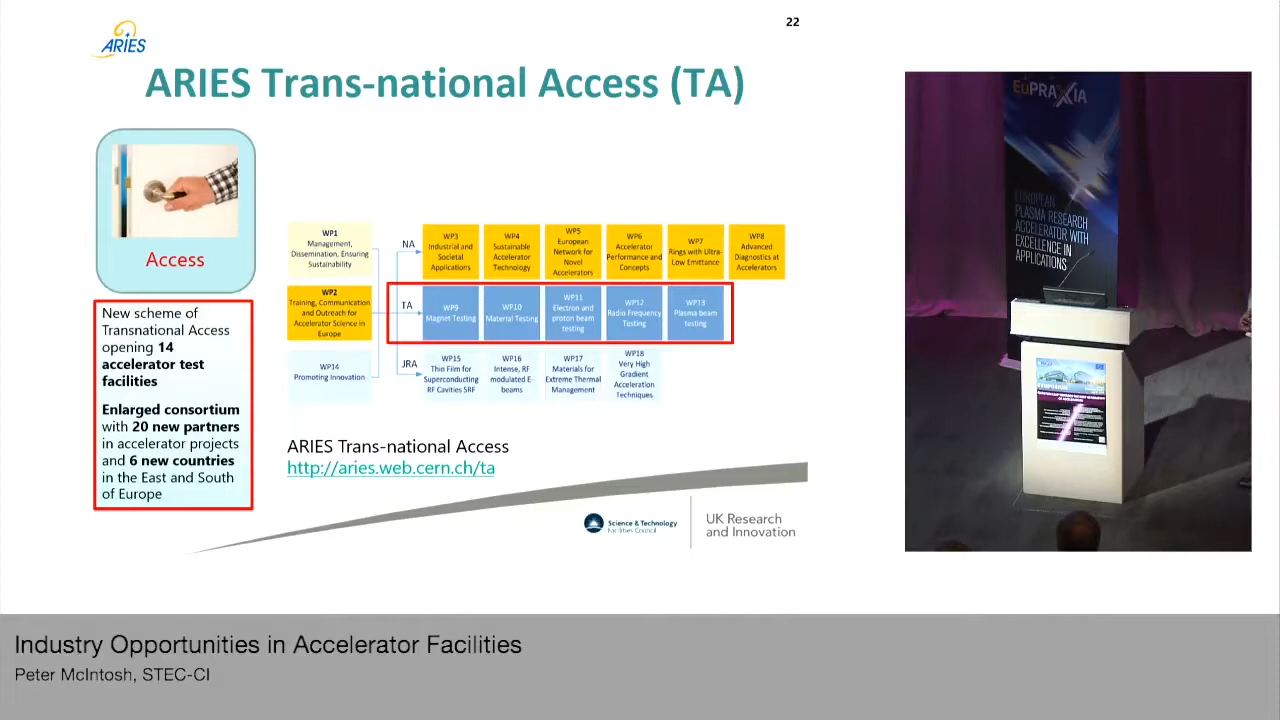 22
ARIES
ARIES Trans-national Access (TA)
Access
New scheme of
Transnational Access
opening 14
accelerator test
facilities
Enlarged consortium
with 20 new partners
in accelerator projects
and 6 new countries
in the East and South
of Europe
WP1
Management,
Dissemination, Ensuring
Sustainability
WP2
Training, Communication
and Outreach for
Accelerator Science in
Europe
WP14
Promoting Innovation
NA
WP3
Industrial and
Societal
Applications
WP4
Sustainable
Accelerator
Technology
WP5
European
Network for
Novel
Accelerators
WP6
Accelerator
Performance and
Concepts
WP7
Rings with Ultra-
Low Emittance
WP8
Advanced
Diagnostics at
Accelerators
TA
WP9
Magnet Testing
WP10
Material Testing
WP11
Electron and
proton beam
testing
WP12
Radio Frequency
Testing
WP13
Plasma beam
testing
JRA
WP15
Thin Film for
Superconducting
RF Cavities SRF
WP16
Intense, RF
modulated E-
beams
WP17
Materials for
Extreme Thermal
Management
WP18
Very High
Gradient
Acceleration
Techniques
ARIES Trans-national Access
http://aries.web.cern.ch/ta
Science & Technology
Facilities Council
UK Research
and Innovation
EuPRAXIA
EUROPEAN
PLASMA RESEARCH
ACCELERATOR WITH
EXCELLENCE IN
APPLICATIONS
SYMPOSIUM
Industry Opportunities in Accelerator Facilities
Peter McIntosh, STEC-CI